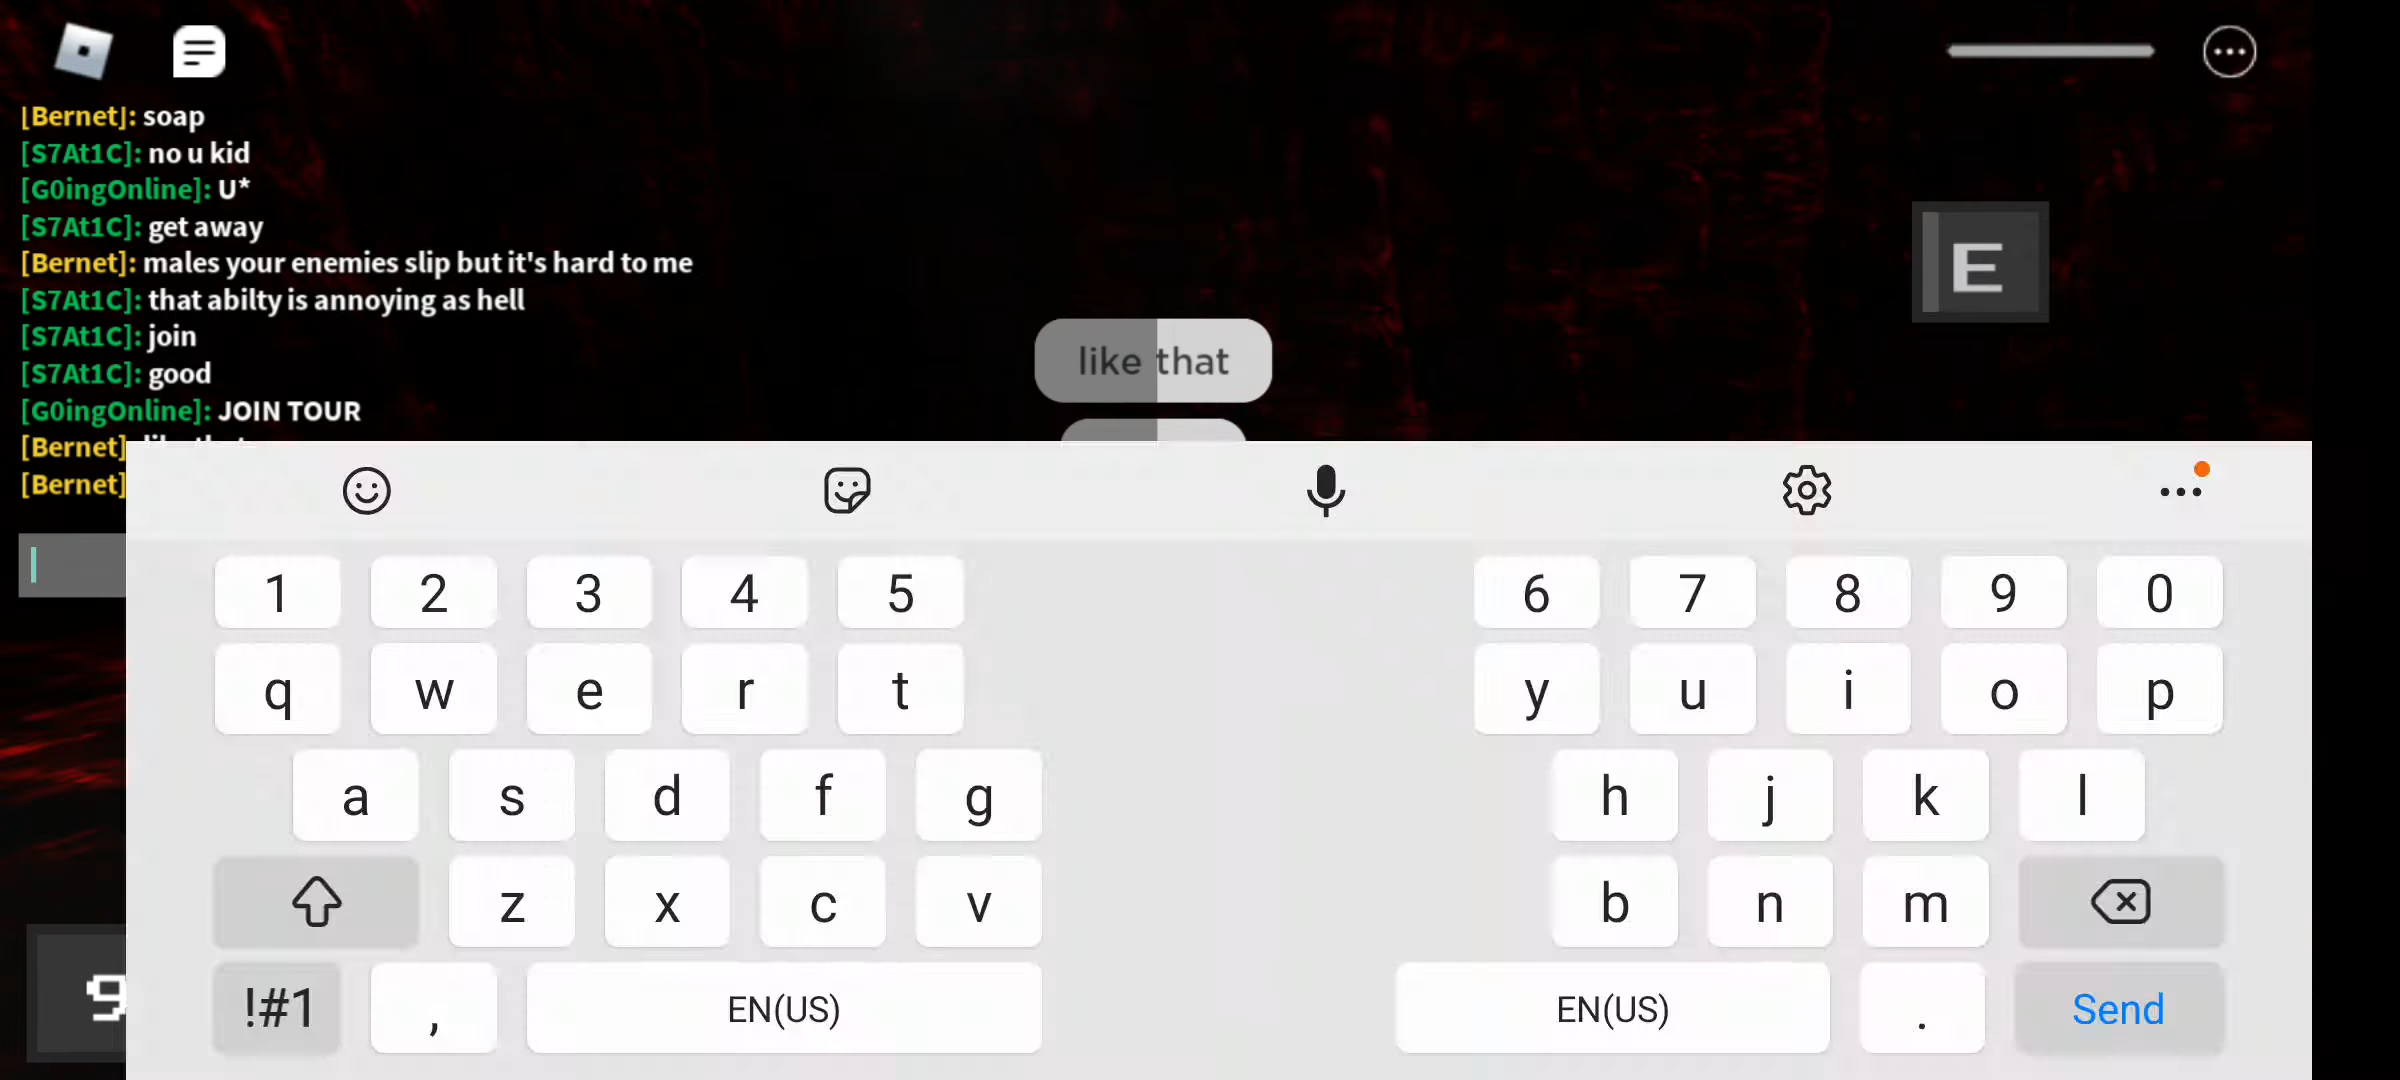 [Bernet]: soap
[S7At1C]: no u kid
[G0ingOnline]: U*
[S7At1C]: get away
[Bernet]: males your enemies slip but it's hard to me
[S7At1C]: that abilty is annoying as hell
[S7At1C]: join
[S7At1C]: good
[G0ingOnline]: JOIN TOUR
[Bernet]
[Bernet]
E
like that
1 2 3 4 5 6 7 8 9 0
q w e r t y u i o p
a s d f g h j k l
z x c v b n m
9
!#1 , EN(US) EN(US) . Send